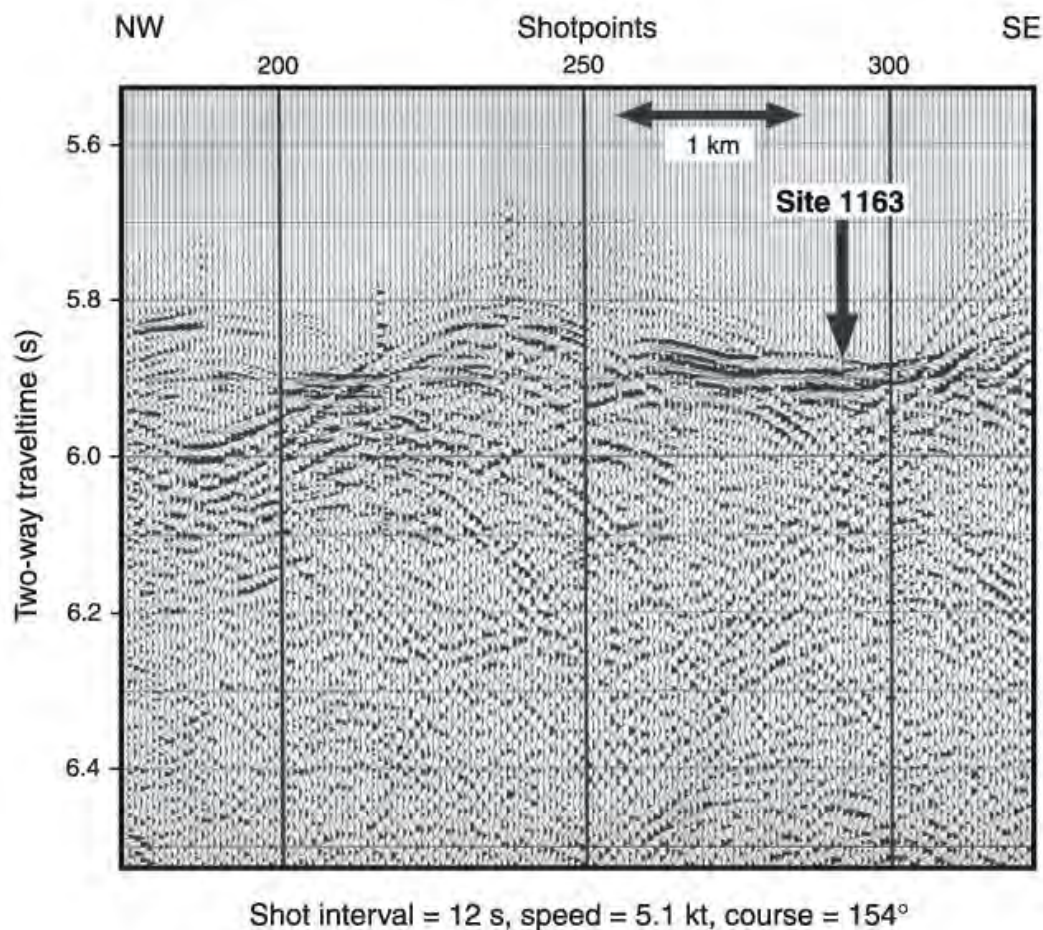 NW Shotpoints SE
200 250 300
5.6
1 km
Site 1163
5.8
Two-way traveltime (s)
6.0
6.2
6.4
Shot interval = 12 s, speed = 5.1 kt, course = 154°